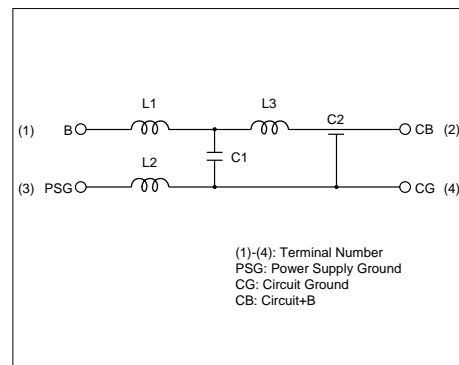 L1 L3
C2
(1) B CB (2)
C1
L2
(3) PSG CG (4)
(1)-(4): Terminal Number
PSG: Power Supply Ground
CG: Circuit Ground
CB: Circuit+B